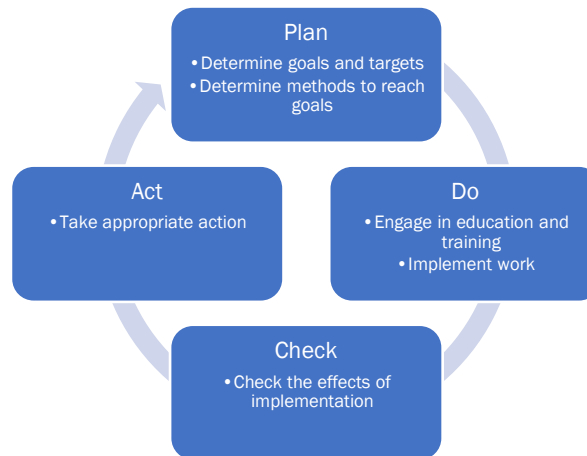 Plan
•Determine goals and targets
•Determine methods to reach
goals
Do
•Engage in education and
training
•Implement work
Check
•Check the effects of
implementation
Act
•Take appropriate action